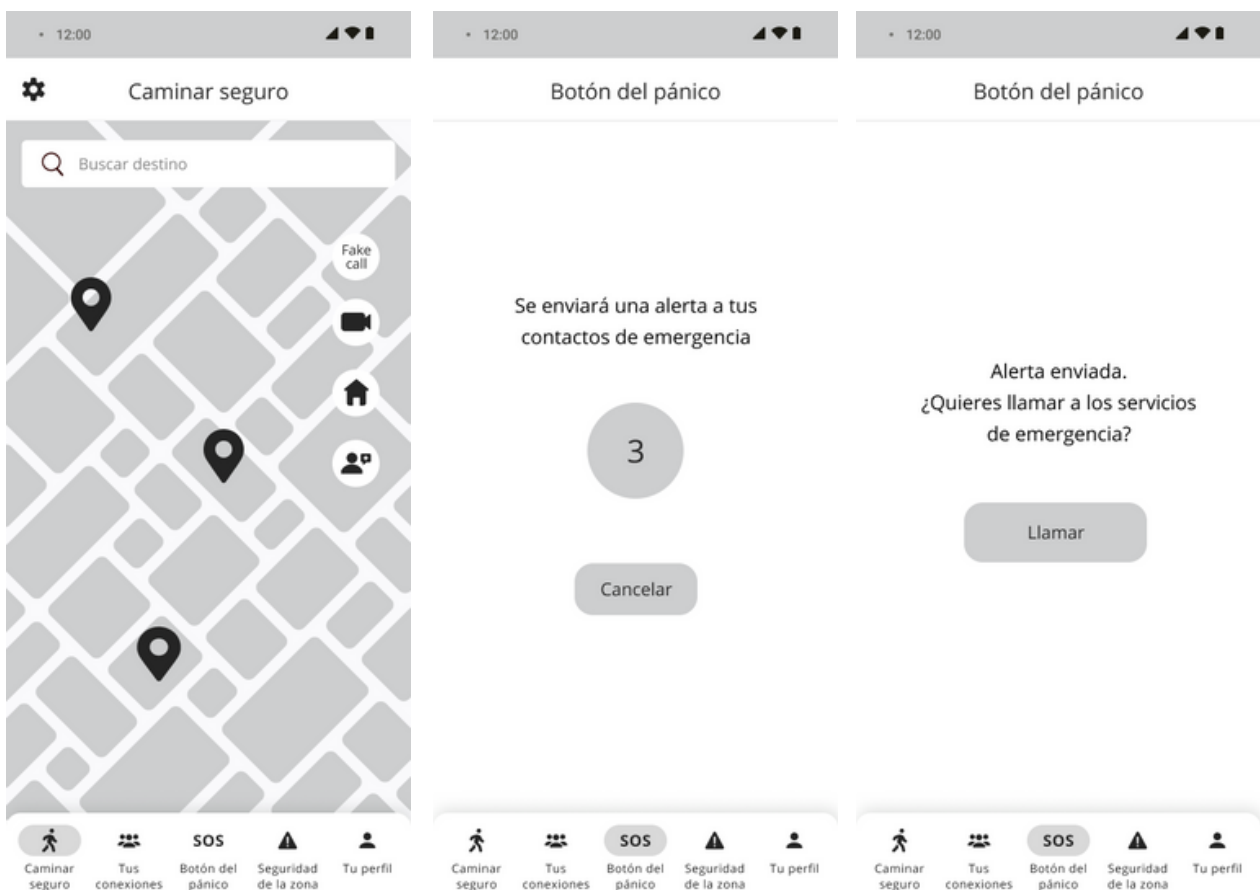 12:00
Caminar seguro
Buscar destino
Fake
call
SOS
Caminar
seguro
Tus
conexiones
Botón del
pánico
Seguridad
de la zona
Tu perfil
12:00
Botón del pánico
Se enviará una alerta a tus
contactos de emergencia
3
Cancelar
SOS
Caminar
seguro
Tus
conexiones
Botón del
pánico
Seguridad
de la zona
Tu perfil
12:00
Botón del pánico
Alerta enviada.
¿Quieres llamar a los servicios
de emergencia?
Llamar
SOS
Caminar
seguro
Tus
conexiones
Botón del
pánico
Seguridad
de la zona
Tu perfil